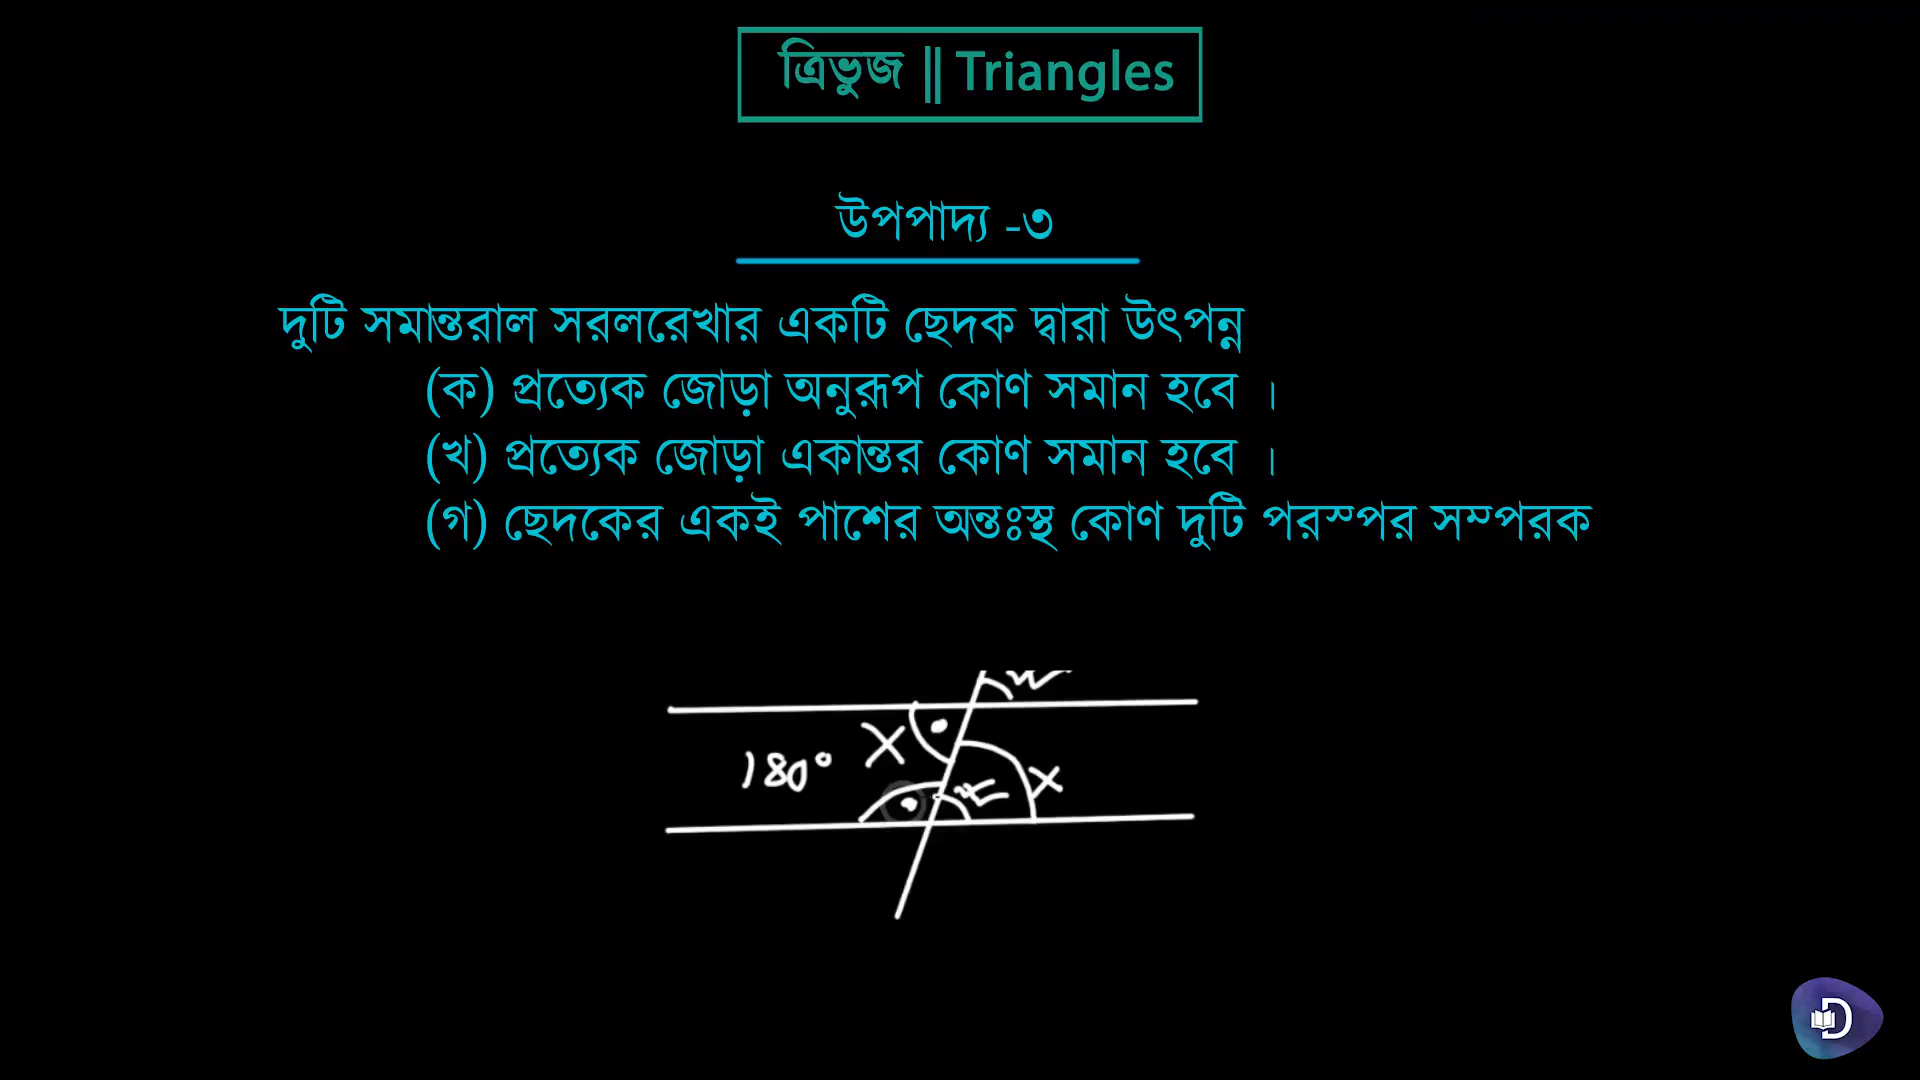 ত্রিভুজ || Triangles
উপপাদ্য -৩
দুটি সমান্তরাল সরলরেখার একটি ছেদক দ্বারা উৎপন্ন
(ক) প্রত্যেক জোড়া অনুরূপ কোণ সমান হবে ।
(খ) প্রত্যেক জোড়া একান্তর কোণ সমান হবে ।
(গ) ছেদকের একই পাশের অন্তঃস্থ কোণ দুটি পরস্পর সম্পরক
X
180°
X
D